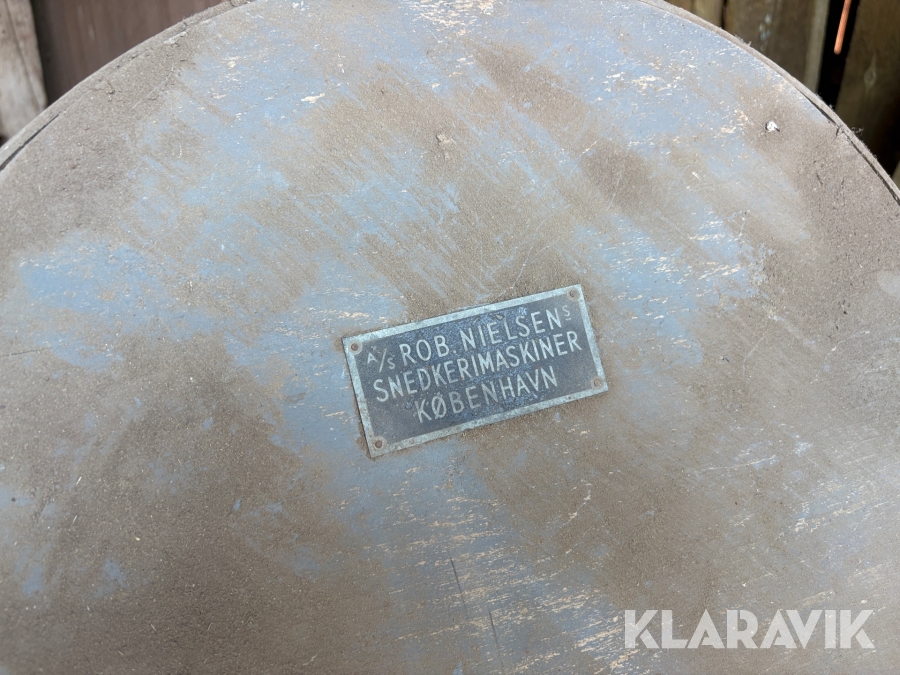 A/S ROB. NIELSENS
SNEDKERIMASKINER
KØBENHAVN
KLARAVIK